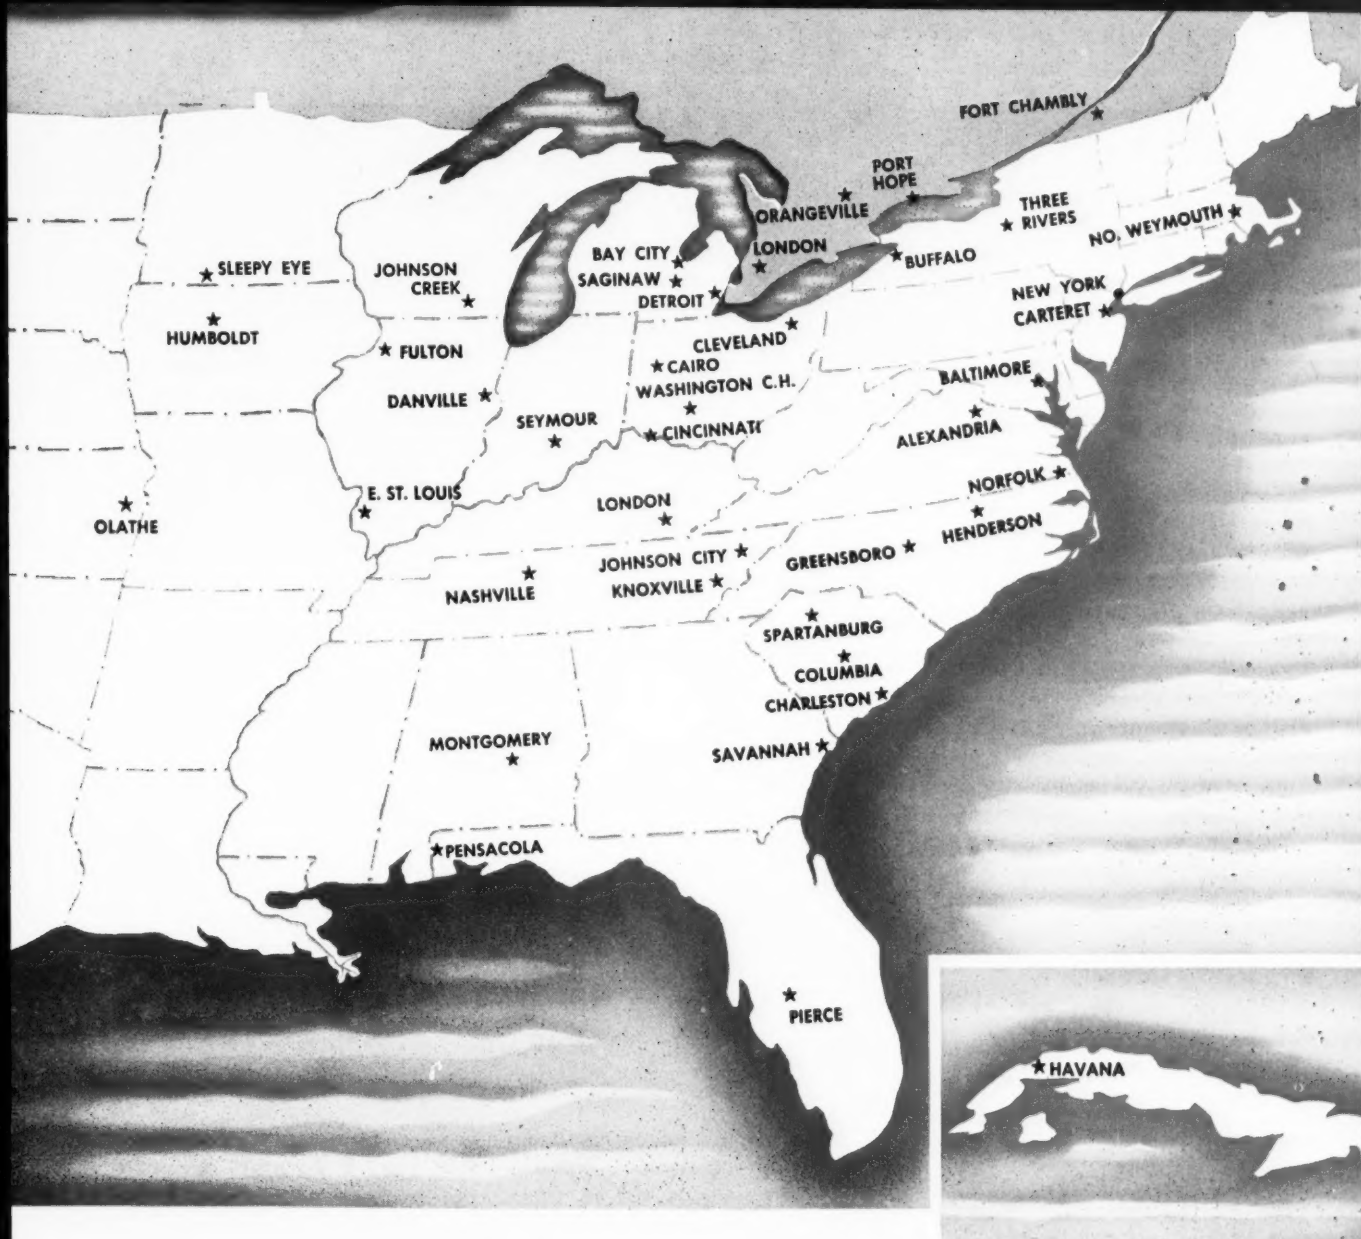 FORT CHAMBLY
PORT
HOPE
ORANGEVILLE
THREE
RIVERS
NO. WEYMOUTH
LONDON
BUFFALO
BAY CITY
SAGINAW
DETROIT
SLEEPY EYE
JOHNSON
CREEK
NEW YORK
CARTERET
HUMBOLDT
FULTON
CLEVELAND
CAIRO
WASHINGTON C.H.
BALTIMORE
DANVILLE
SEYMOUR
CINCINNATI
ALEXANDRIA
E. ST. LOUIS
LONDON
NORFOLK
OLATHE
HENDERSON
JOHNSON CITY
GREENSBORO
NASHVILLE
KNOXVILLE
SPARTANBURG
COLUMBIA
CHARLESTON
MONTGOMERY
SAVANNAH
PENSACOLA
PIERCE
HAVANA